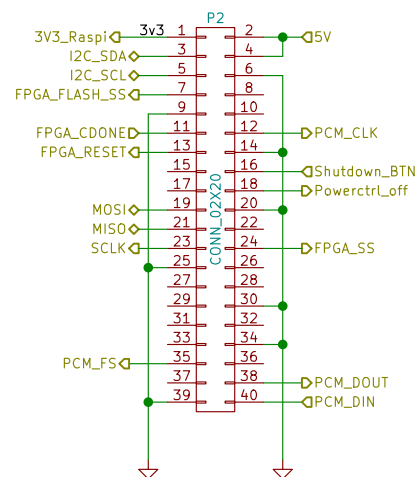 P2
3V3_Raspi 3v3 1 2 5V
I2C_SDA 3 4
I2C_SCL 5 6
FPGA_FLASH_SS 7 8
9 10
FPGA_CDONE 11 12 PCM_CLK
FPGA_RESET 13 14
15 16 Shutdown_BTN
17 18 Powerctrl_off
MOSI 19 20
MISO 21 22
SCLK 23 24 FPGA_SS
25 26
27 28
29 30
31 32
33 34
PCM_FS 35 36
37 38 PCM_DOUT
39 40 PCM_DIN
CONN_02X20